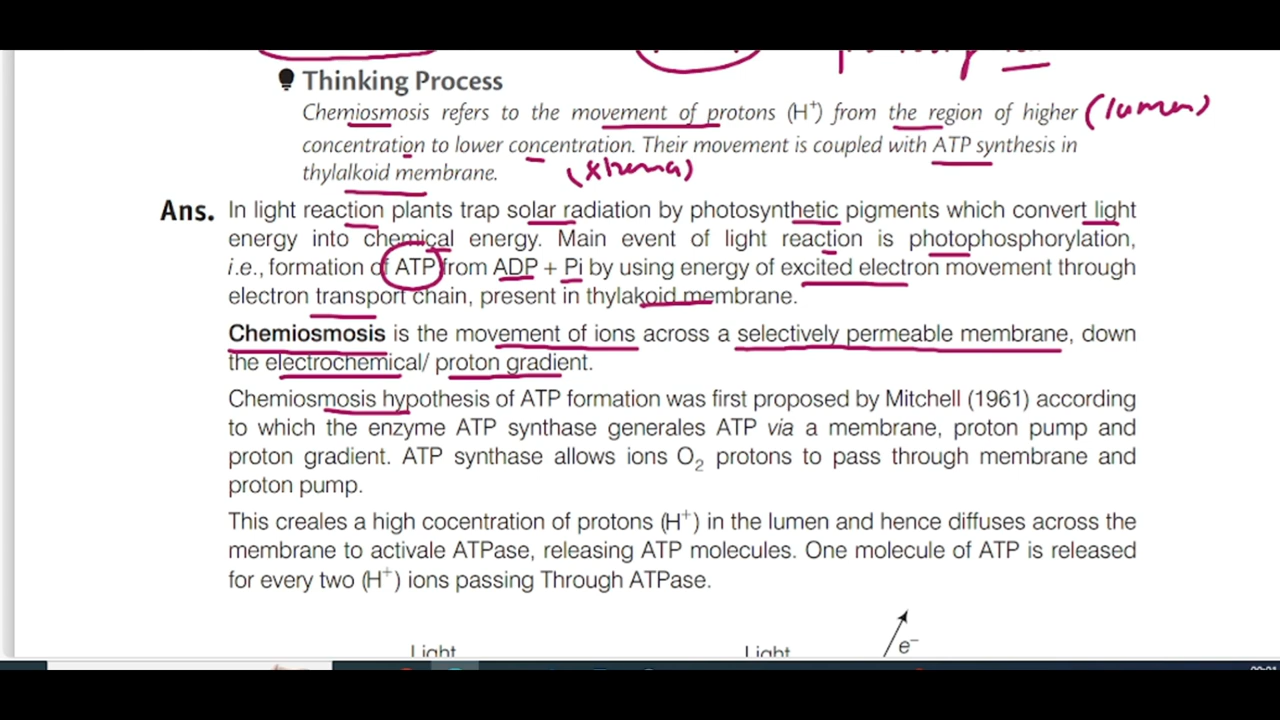 Thinking Process
Chemiosmosis refers to the movement of protons (H⁺) from the region of higher (lumen)
concentration to lower concentration. Their movement is coupled with ATP synthesis in
thylalkoid membrane.
Ans. In light reaction plants trap solar radiation by photosynthetic pigments which convert light
energy into chemical energy. Main event of light reaction is photophosphorylation,
i.e., formation of ATP from ADP + Pi by using energy of excited electron movement through
electron transport chain, present in thylakoid membrane.
Chemiosmosis is the movement of ions across a selectively permeable membrane, down
the electrochemical/ proton gradient.
Chemiosmosis hypothesis of ATP formation was first proposed by Mitchell (1961) according
to which the enzyme ATP synthase generales ATP via a membrane, proton pump and
proton gradient. ATP synthase allows ions O₂ protons to pass through membrane and
proton pump.
This creales a high cocentration of protons (H⁺) in the lumen and hence diffuses across the
membrane to activale ATPase, releasing ATP molecules. One molecule of ATP is released
for every two (H⁺) ions passing Through ATPase.
Light Light e⁻